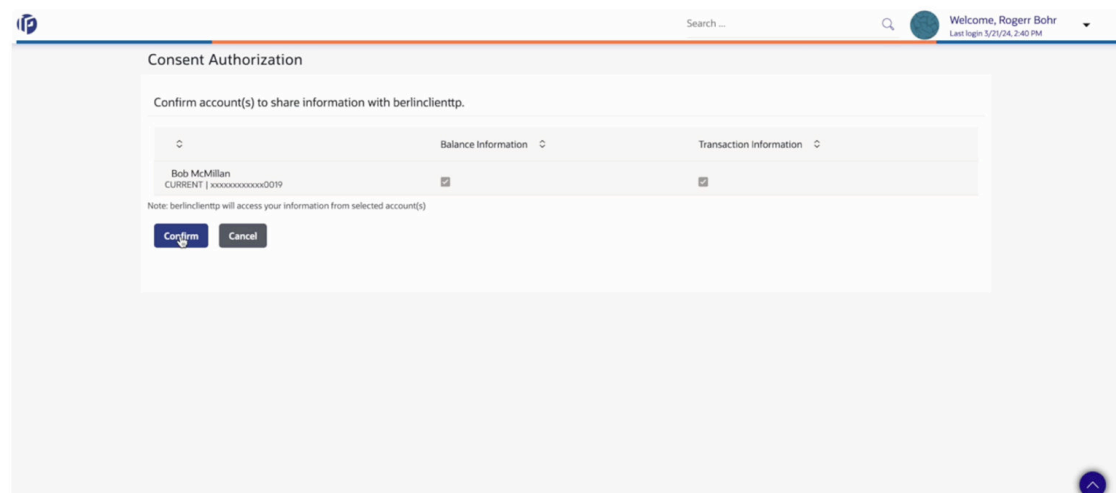 Search ...
Welcome, Rogerr Bohr
Last login 3/21/24, 2:40 PM
Consent Authorization
Confirm account(s) to share information with berlinclienttp.
Balance Information
Transaction Information
Bob McMillan
CURRENT | xxxxxxxxxxxx0019
Note: berlinclienttp will access your information from selected account(s)
Confirm
Cancel